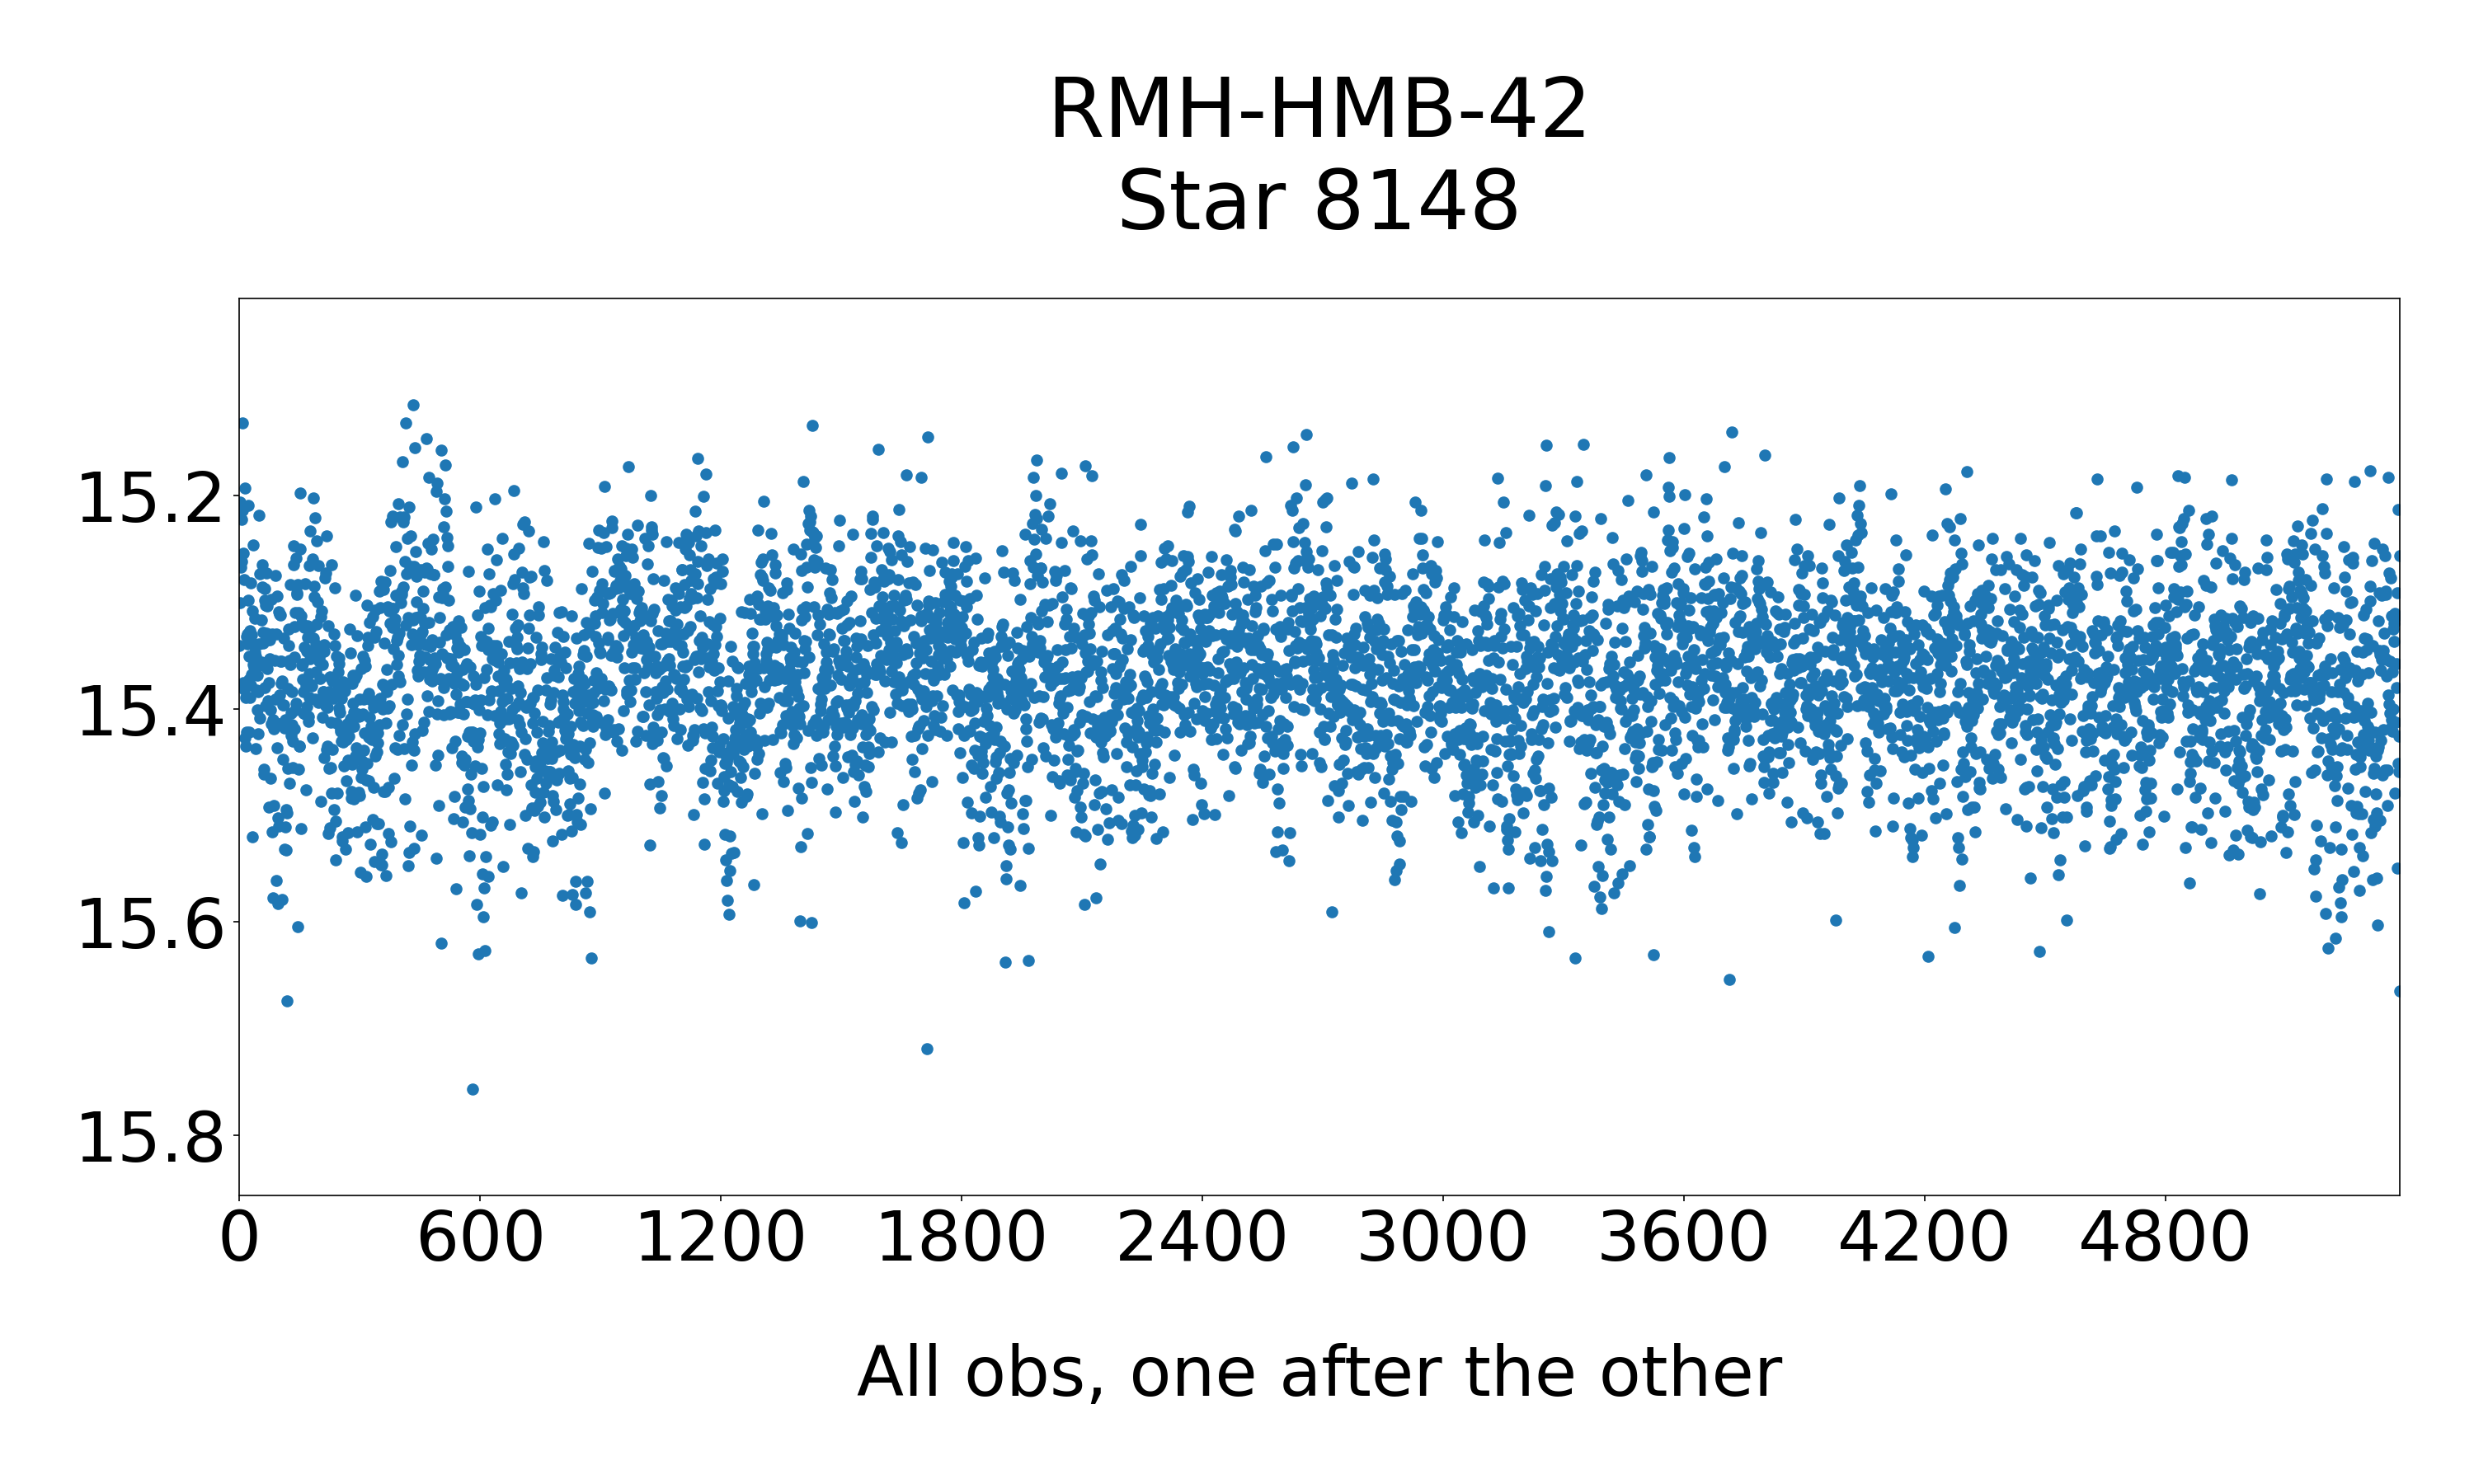 RMH-HMB-42
Star 8148
15.2
15.4
15.6
15.8
0 600 1200 1800 2400 3000 3600 4200 4800
All obs, one after the other